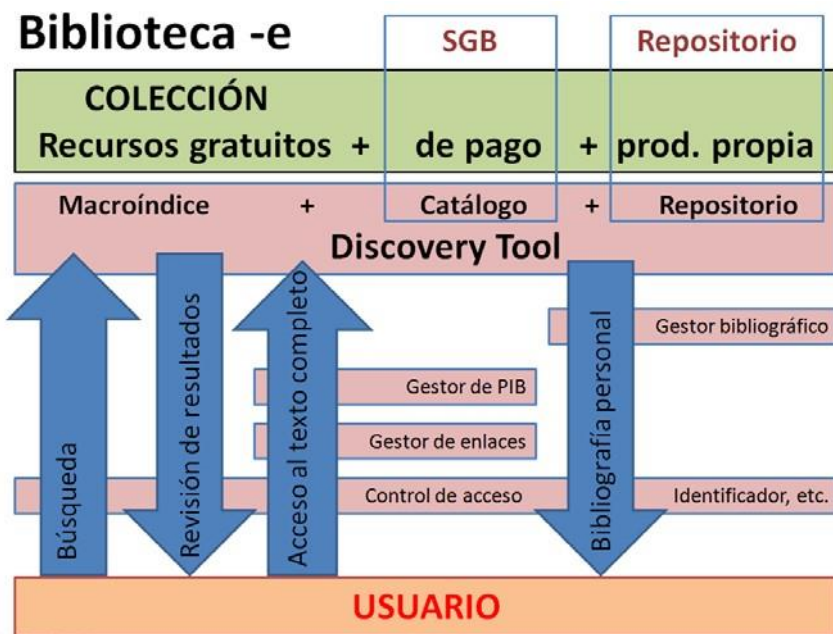 Biblioteca -e
SGB
Repositorio
COLECCIÓN
Recursos gratuitos + de pago + prod. propia
Macroíndice + Catálogo + Repositorio
Discovery Tool
Búsqueda
Revisión de resultados
Acceso al texto completo
Bibliografía personal
Gestor bibliográfico
Gestor de PIB
Gestor de enlaces
Control de acceso
Identificador, etc.
USUARIO